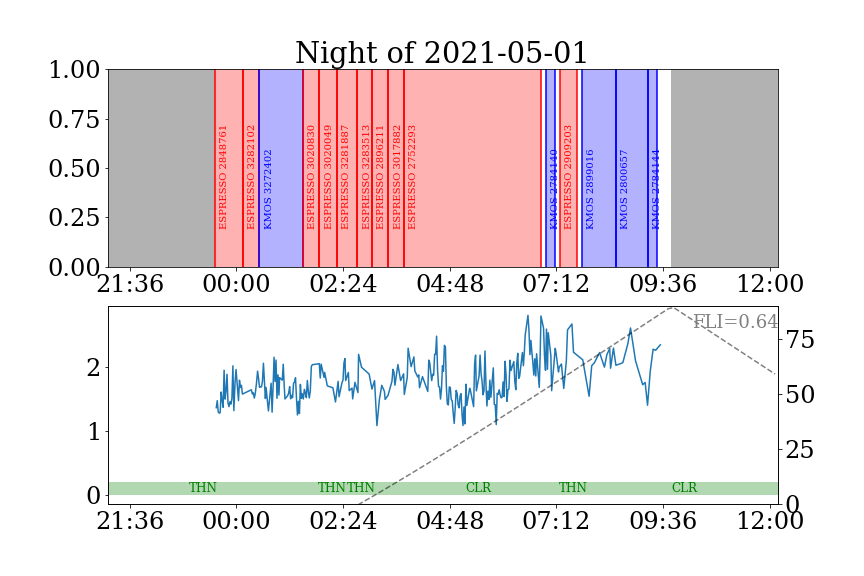 Night of 2021-05-01
1.00
0.75
0.50
0.25
0.00
ESPRESSO 2848761
ESPRESSO 3282102
KMOS 3272402
ESPRESSO 3020830
ESPRESSO 3020049
ESPRESSO 3281887
ESPRESSO 3283513
ESPRESSO 2896211
ESPRESSO 3017882
ESPRESSO 2752293
KMOS 2784140
ESPRESSO 2909203
KMOS 2899016
KMOS 2800657
KMOS 2784144
21:36 00:00 02:24 04:48 07:12 09:36 12:00
FLI=0.64
2
1
0
75
50
25
0
THN THN THN CLR THN CLR
21:36 00:00 02:24 04:48 07:12 09:36 12:00